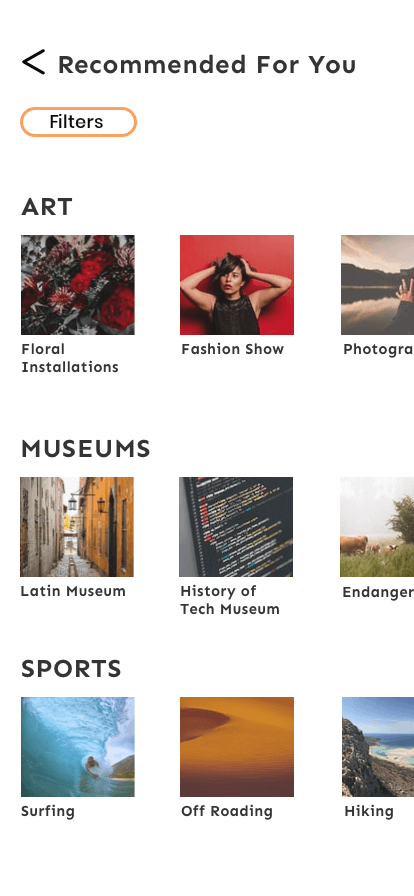 Recommended For You
Filters
ART
Floral
Installations
Fashion Show
Photogra
MUSEUMS
Latin Museum
History of
Tech Museum
Endanger
SPORTS
Surfing
Off Roading
Hiking